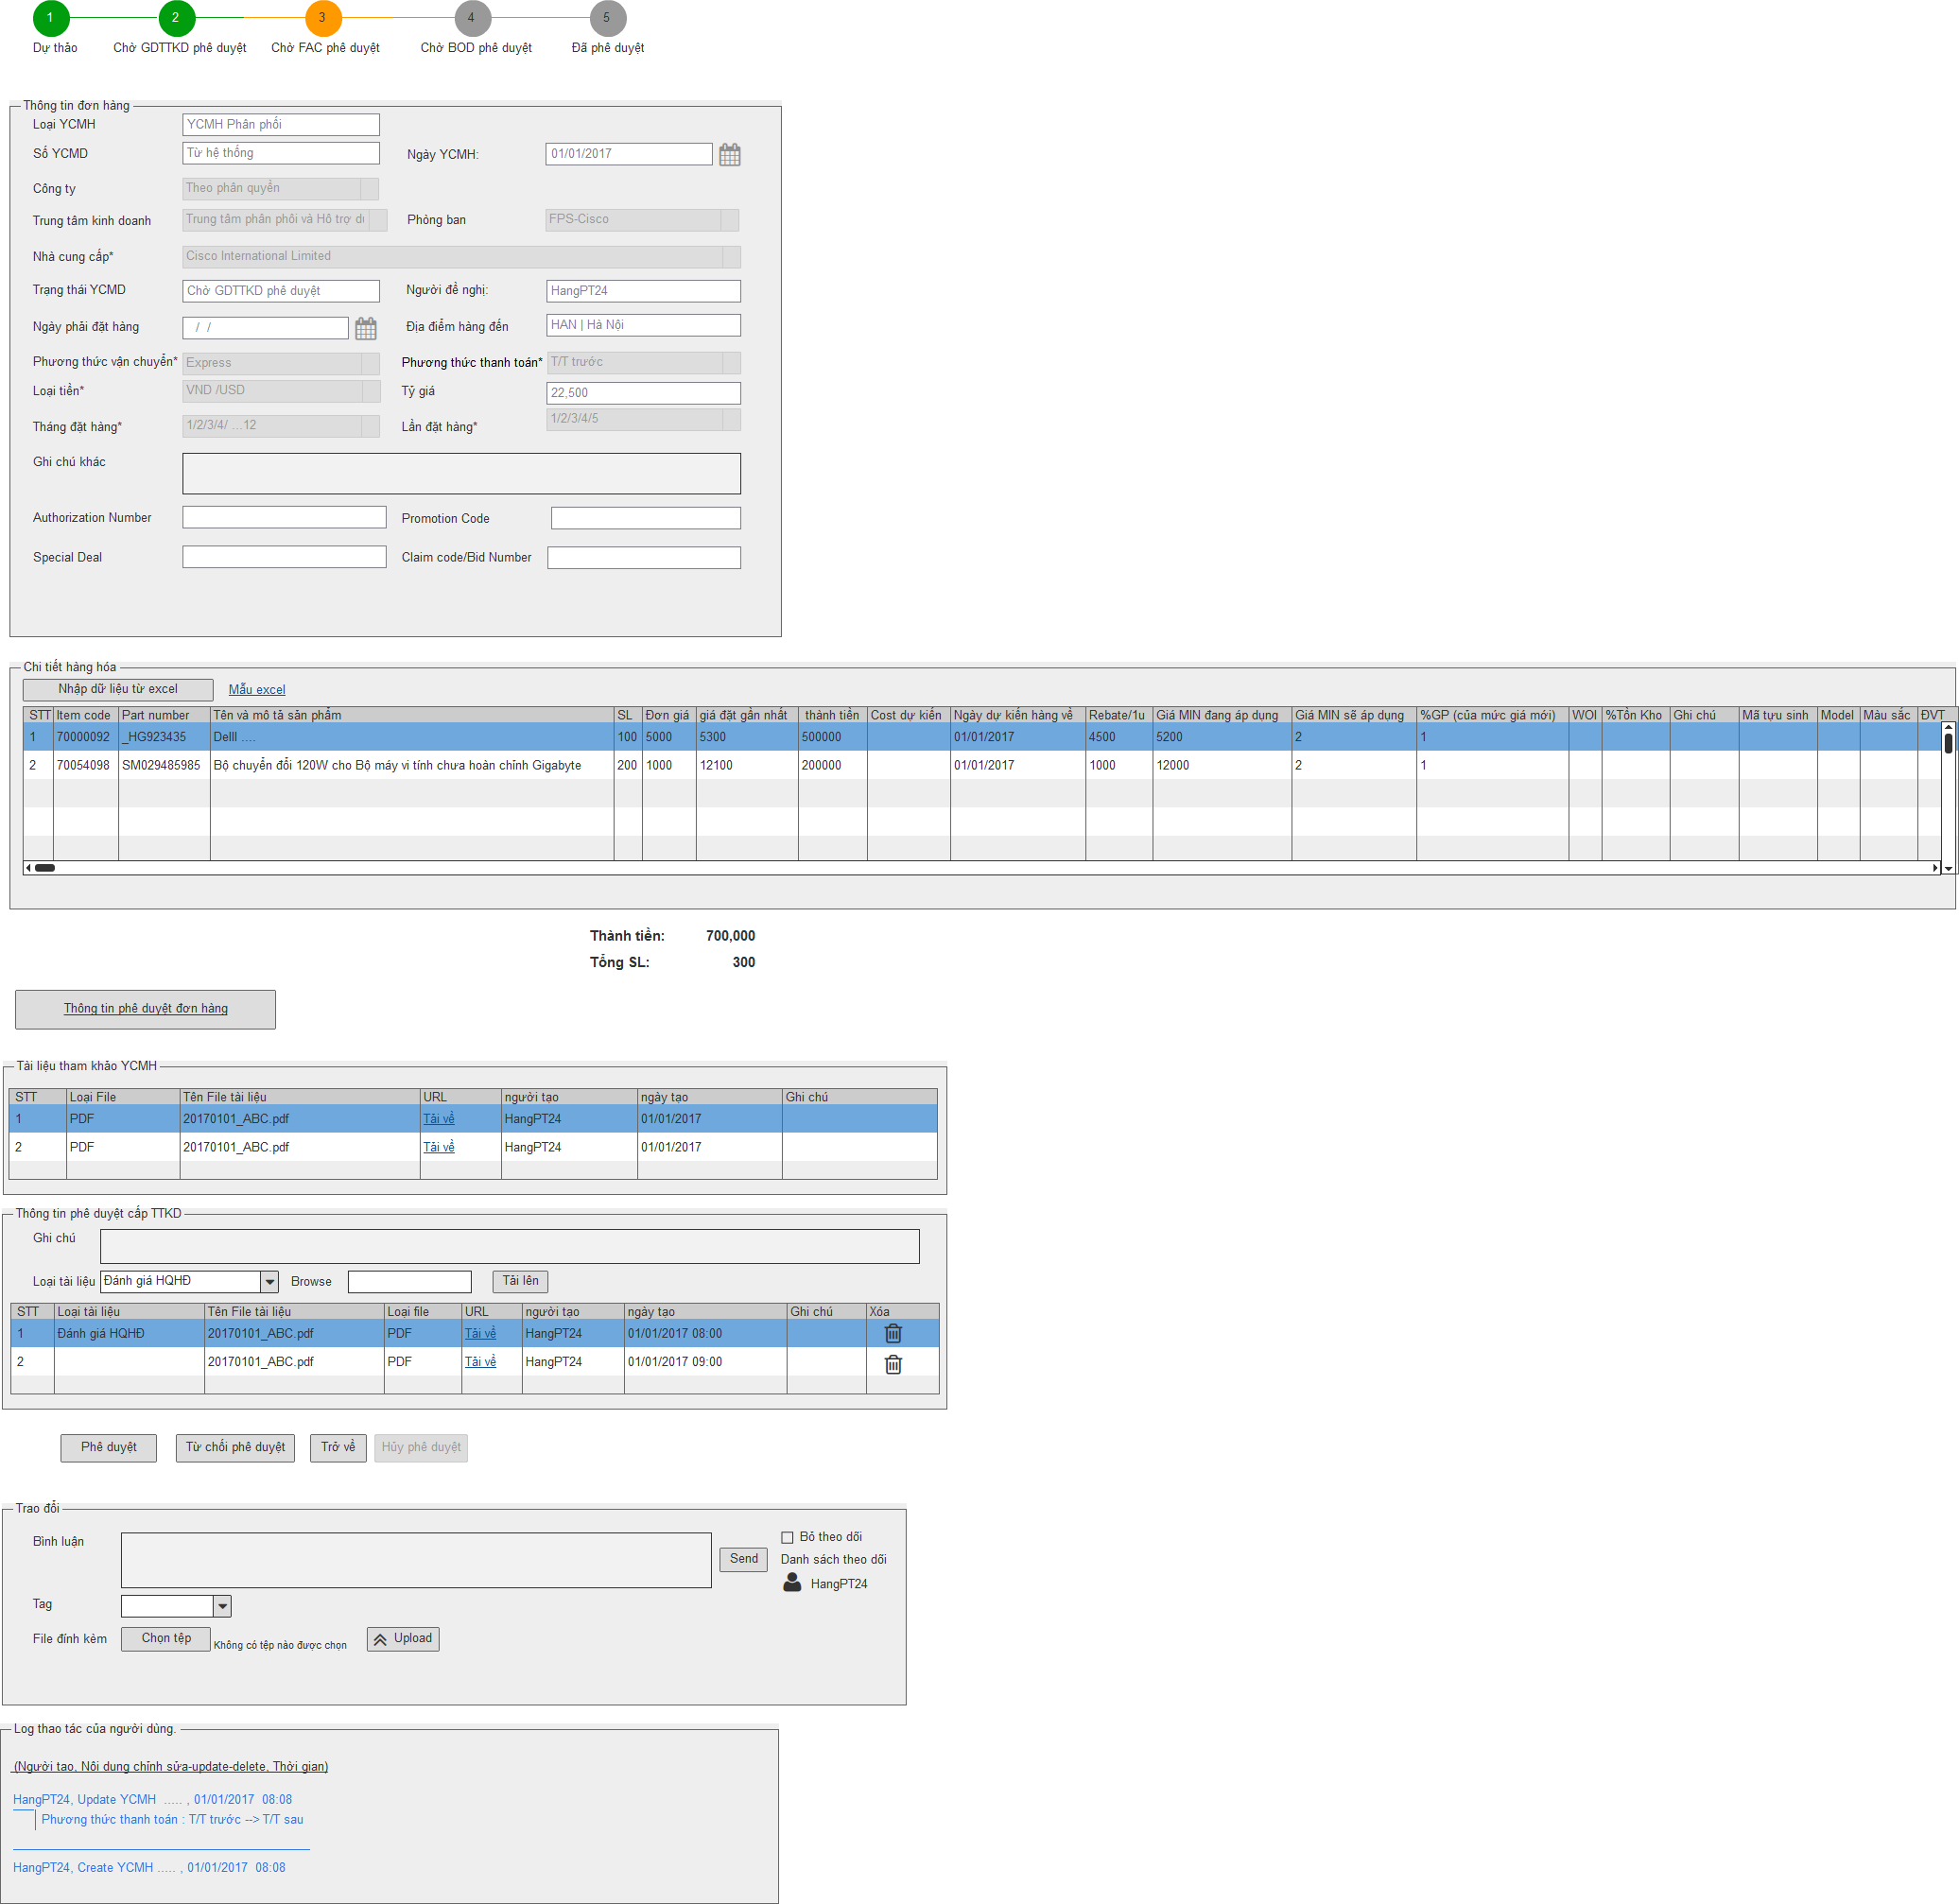 1 2 3 4 5
Dự thảo Chờ GDTTKD phê duyệt Chờ FAC phê duyệt Chờ BOD phê duyệt Đã phê duyệt
Thông tin đơn hàng
Loại YCMH YCMH Phân phối
Số YCMD Từ hệ thống Ngày YCMH: 01/01/2017
Công ty Theo phân quyền
Trung tâm kinh doanh Trung tâm phân phối và Hỗ trợ dị Phòng ban FPS-Cisco
Nhà cung cấp* Cisco International Limited
Trạng thái YCMD Chờ GDTTKD phê duyệt Người đề nghị: HangPT24
Ngày phải đặt hàng / / Địa điểm hàng đến HAN | Hà Nội
Phương thức vận chuyển* Express Phương thức thanh toán* T/T trước
Loại tiền* VND /USD Tỷ giá 22,500
Tháng đặt hàng* 1/2/3/4/ ...12 Lần đặt hàng* 1/2/3/4/5
Ghi chú khác
Authorization Number Promotion Code
Special Deal Claim code/Bid Number
Chi tiết hàng hóa
Nhập dữ liệu từ excel Mẫu excel
STT Item code Part number Tên và mô tả sản phẩm SL Đơn giá giá đặt gần nhất thành tiền Cost dự kiến Ngày dự kiến hàng về Rebate/1u Giá MIN đang áp dụng Giá MIN sẽ áp dụng %GP (của mức giá mới) WOI %Tồn Kho Ghi chú Mã tựu sinh Model Màu sắc ĐVT
1 70000092 _HG923435 Delll .... 100 5000 5300 500000 01/01/2017 4500 5200 2 1
2 70054098 SM029485985 Bộ chuyển đổi 120W cho Bộ máy vi tính chưa hoàn chỉnh Gigabyte 200 1000 12100 200000 01/01/2017 1000 12000 2 1
Thành tiền: 700,000
Tổng SL: 300
Thông tin phê duyệt đơn hàng
Tài liệu tham khảo YCMH
STT Loại File Tên File tài liệu URL người tạo ngày tạo Ghi chú
1 PDF 20170101_ABC.pdf Tải về HangPT24 01/01/2017
2 PDF 20170101_ABC.pdf Tải về HangPT24 01/01/2017
Thông tin phê duyệt cấp TTKD
Ghi chú
Loại tài liệu Đánh giá HQHĐ Browse Tải lên
STT Loại tài liệu Tên File tài liệu Loại file URL người tạo ngày tạo Ghi chú Xóa
1 Đánh giá HQHĐ 20170101_ABC.pdf PDF Tải về HangPT24 01/01/2017 08:00
2 20170101_ABC.pdf PDF Tải về HangPT24 01/01/2017 09:00
Phê duyệt Từ chối phê duyệt Trở về Hủy phê duyệt
Trao đổi
Bình luận Send Bỏ theo dõi
Danh sách theo dõi
HangPT24
Tag
File đính kèm Chọn tệp Không có tệp nào được chọn Upload
Log thao tác của người dùng.
(Người tạo, Nội dung chỉnh sửa-update-delete, Thời gian)
HangPT24, Update YCMH ..... , 01/01/2017 08:08
Phương thức thanh toán : T/T trước --> T/T sau
HangPT24, Create YCMH ..... , 01/01/2017 08:08